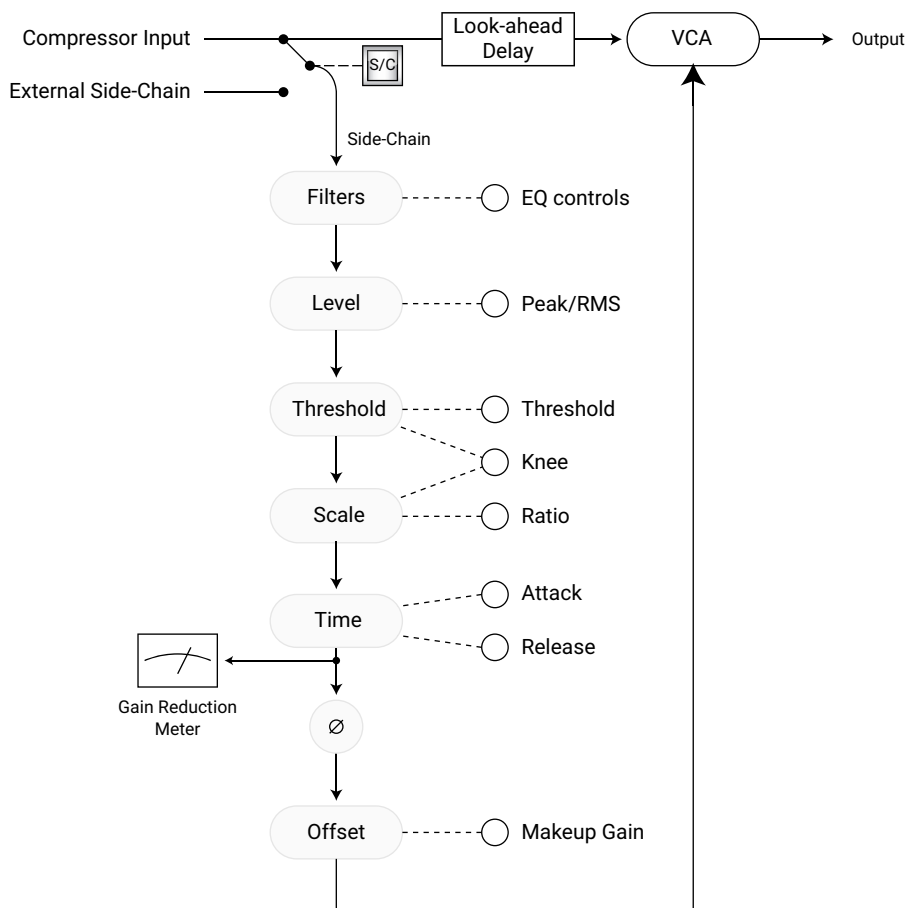 Compressor Input
Look-ahead
Delay
VCA
Output
S/C
External Side-Chain
Side-Chain
Filters
EQ controls
Level
Peak/RMS
Threshold
Threshold
Knee
Scale
Ratio
Attack
Time
Release
Gain Reduction
Meter
∅
Offset
Makeup Gain